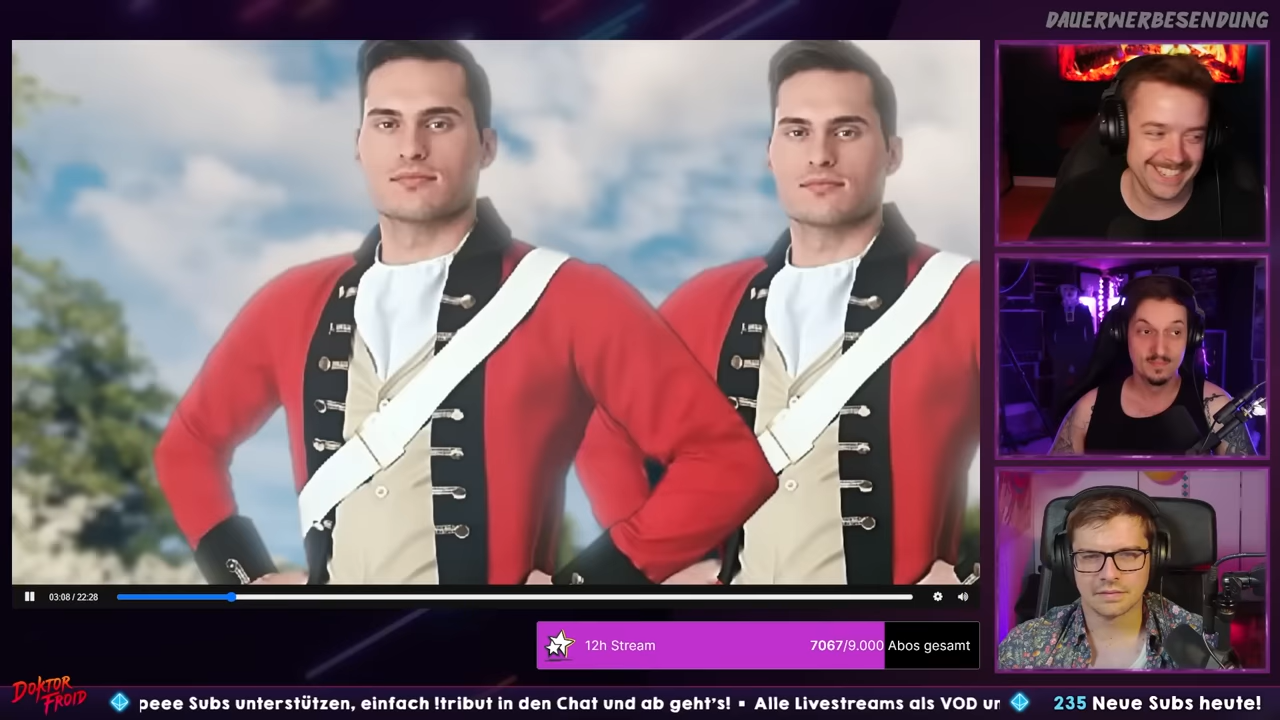 DAUERWERBESENDUNG
03:08 / 22:28
12h Stream 7067/9.000 Abos gesamt
DOKTOR FROID
peee Subs unterstützen, einfach !tribut in den Chat und ab geht's! ▪ Alle Livestreams als VOD un
235 Neue Subs heute!